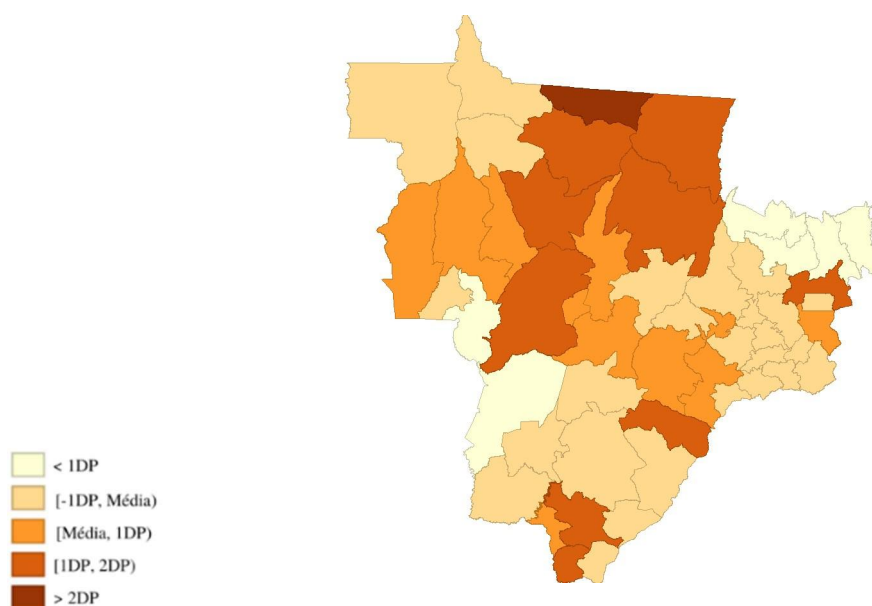 < 1DP
[-1DP, Média)
[Média, 1DP)
[1DP, 2DP)
> 2DP